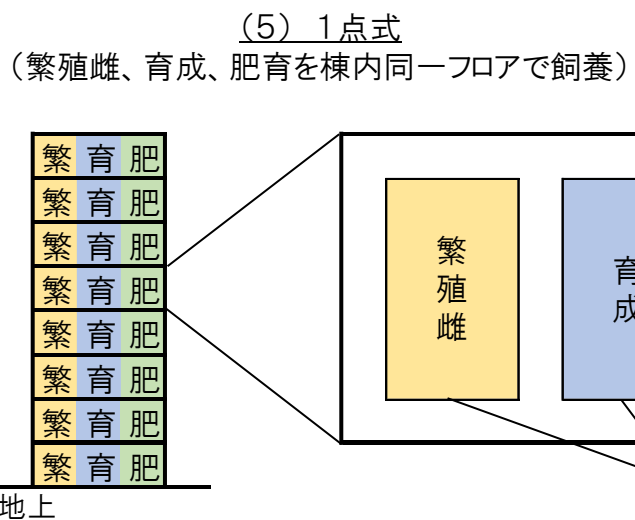 (5) 1点式
(繁殖雌、育成、肥育を棟内同一フロアで飼養)
繁 育 肥
繁 育 肥
繁 育 肥
繁 育 肥
繁 育 肥
繁 育 肥
繁 育 肥
繁 育 肥
地上
繁殖雌
育成